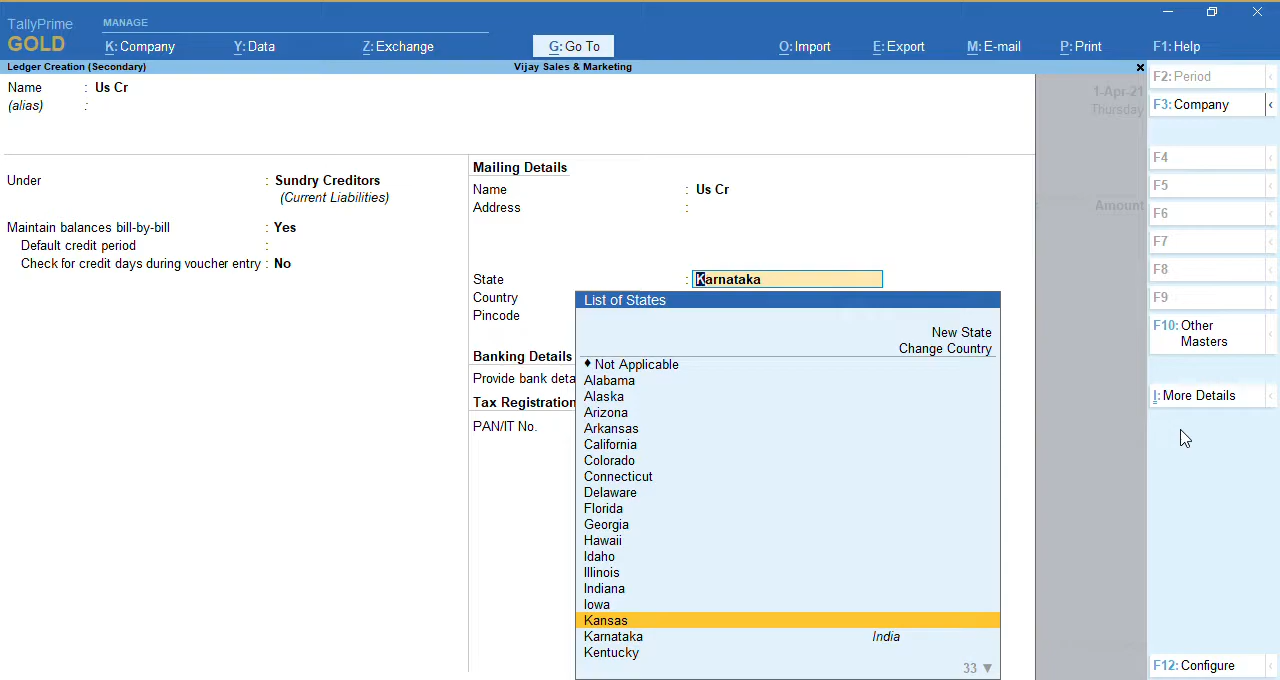 TallyPrime
GOLD
MANAGE
K: Company Y: Data Z: Exchange G: Go To O: Import E: Export M: E-mail P: Print F1: Help
Ledger Creation (Secondary) Vijay Sales & Marketing
Name : Us Cr
(alias) :
Under : Sundry Creditors
(Current Liabilities)
Maintain balances bill-by-bill : Yes
Default credit period :
Check for credit days during voucher entry : No
Mailing Details
Name : Us Cr
Address :
State : Karnataka
Country
Pincode
Banking Details
Provide bank deta
Tax Registration
PAN/IT No.
List of States
New State
Change Country
♦ Not Applicable
Alabama
Alaska
Arizona
Arkansas
California
Colorado
Connecticut
Delaware
Florida
Georgia
Hawaii
Idaho
Illinois
Indiana
Iowa
Kansas
Karnataka India
Kentucky
33 ▼
1-Apr-21
Thursday
Amount
F2: Period
F3: Company
F4
F5
F6
F7
F8
F9
F10: Other
Masters
I: More Details
F12: Configure